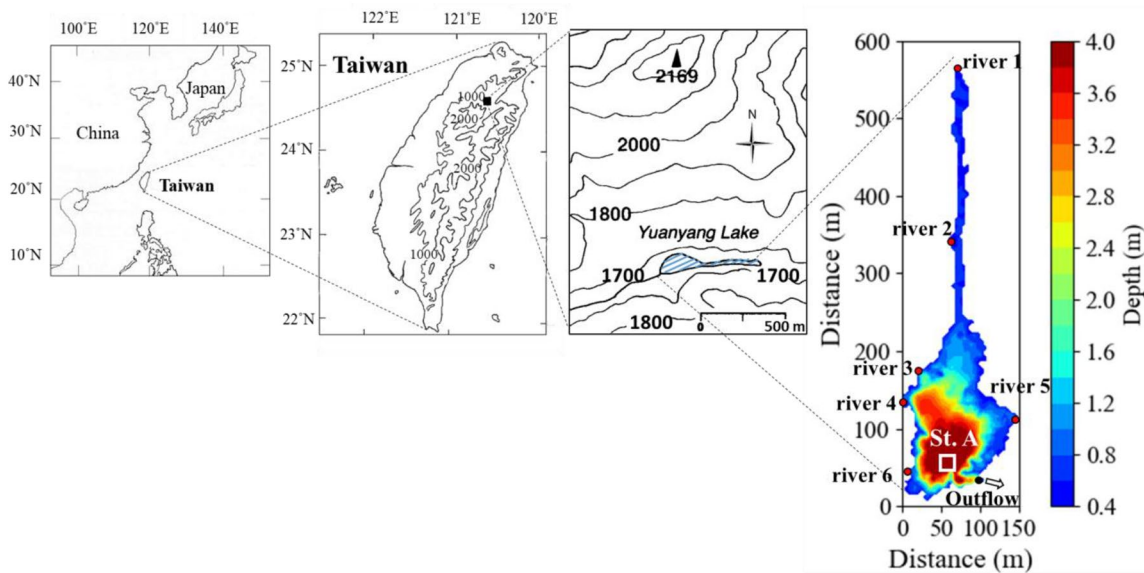 100˚E 120˚E 140˚E
40˚N
30˚N
20˚N
10˚N
Japan
China
Taiwan
122˚E 121˚E 120˚E
25˚N
24˚N
23˚N
22˚N
Taiwan
1000
2000
2000
1000
2169
N
2000
1800
Yuanyang Lake
1700 1700
1800
0 500 m
600
500
400
300
200
100
0
Distance (m)
river 1
river 2
river 3
river 4
river 5
river 6
St. A
Outflow
0 50 100 150
Distance (m)
4.0
3.6
3.2
2.8
2.4
2.0
1.6
1.2
0.8
0.4
Depth (m)